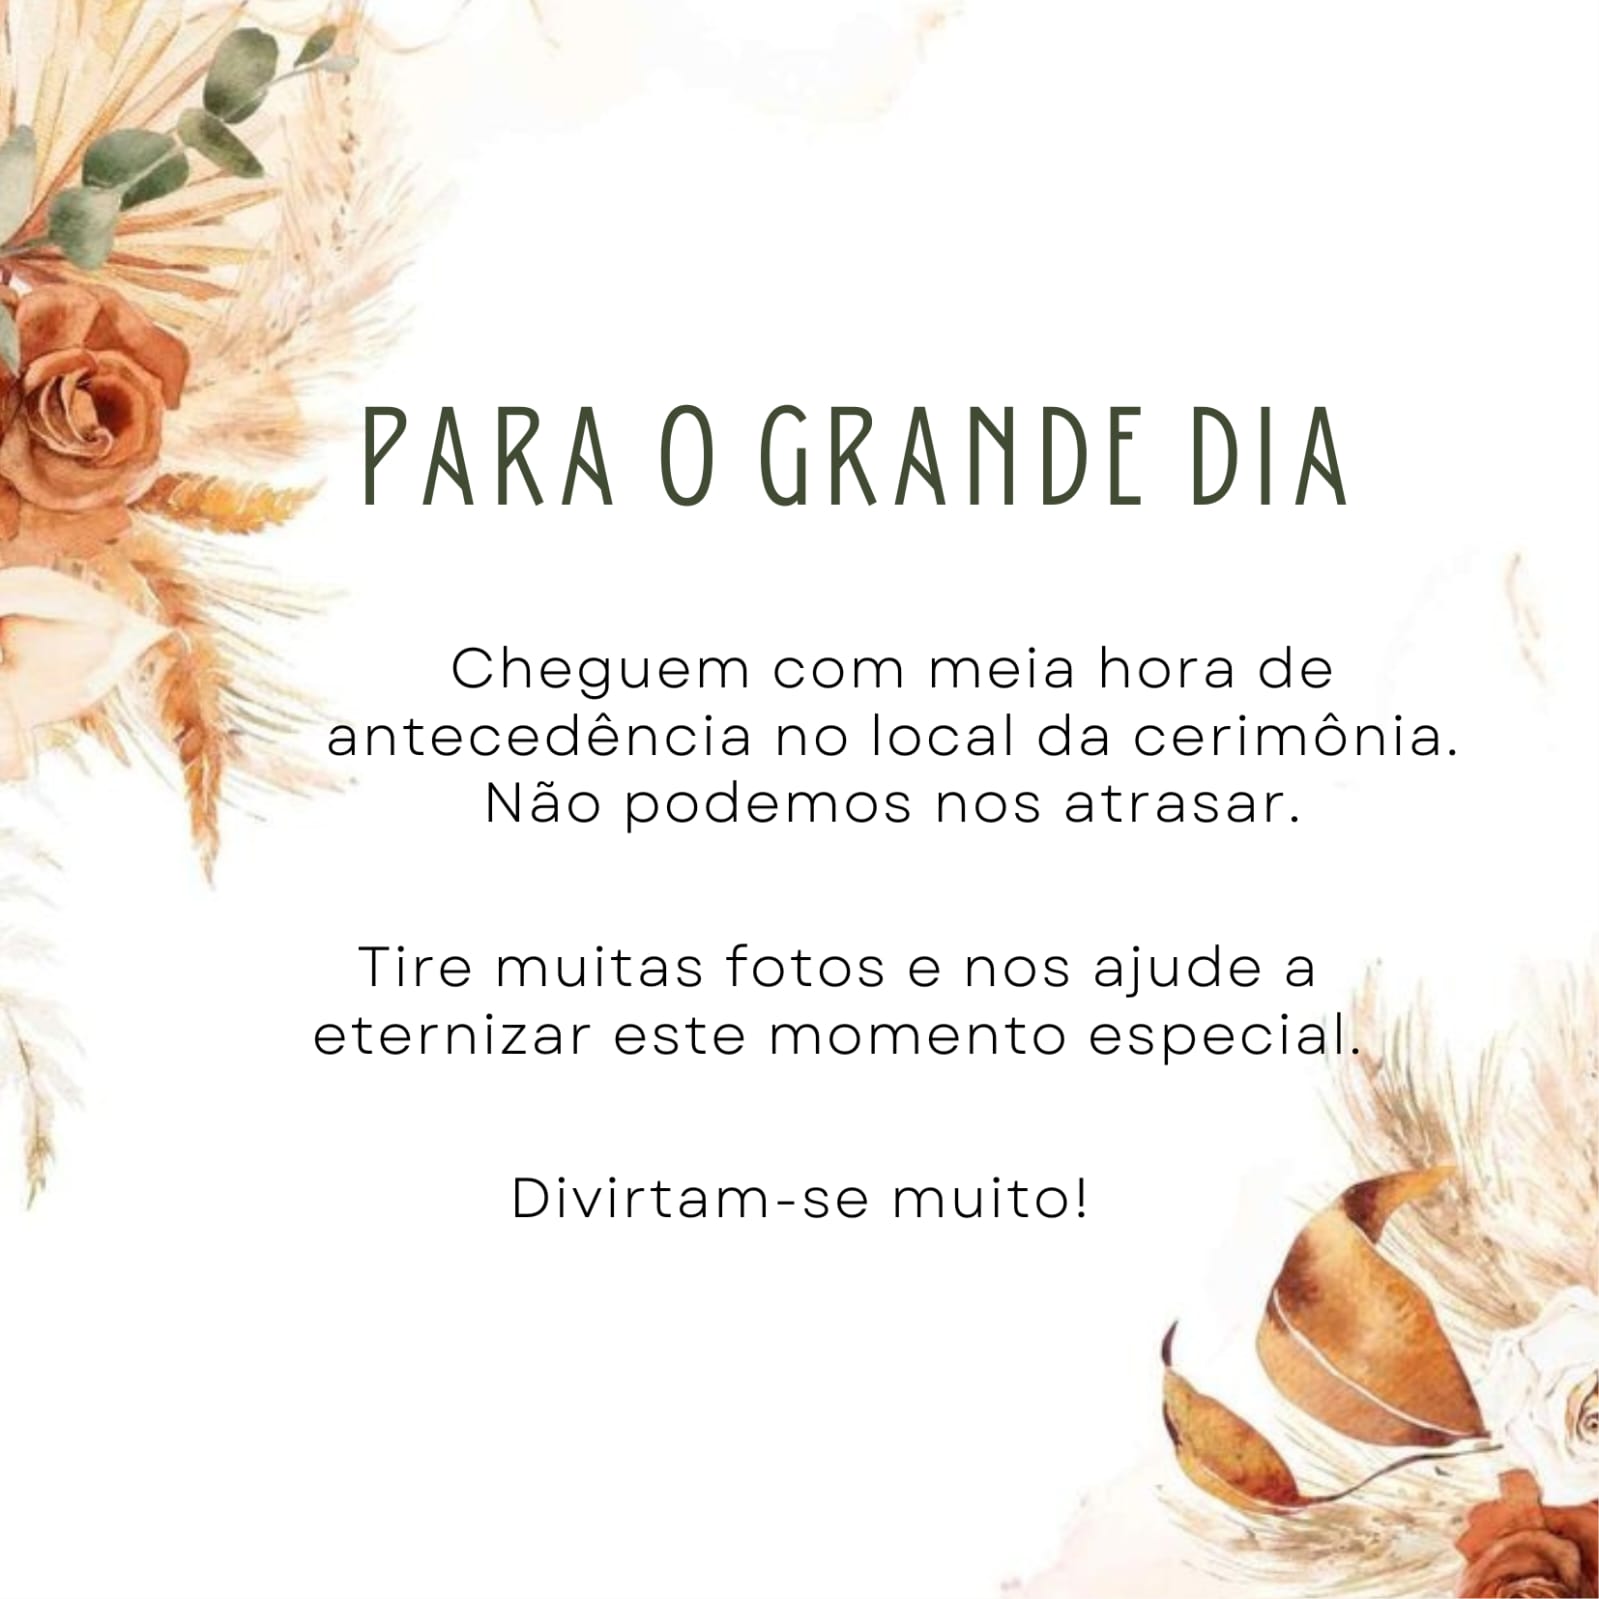 PARA O GRANDE DIA
Cheguem com meia hora de
antecedência no local da cerimônia.
Não podemos nos atrasar.
Tire muitas fotos e nos ajude a
eternizar este momento especial.
Divirtam-se muito!